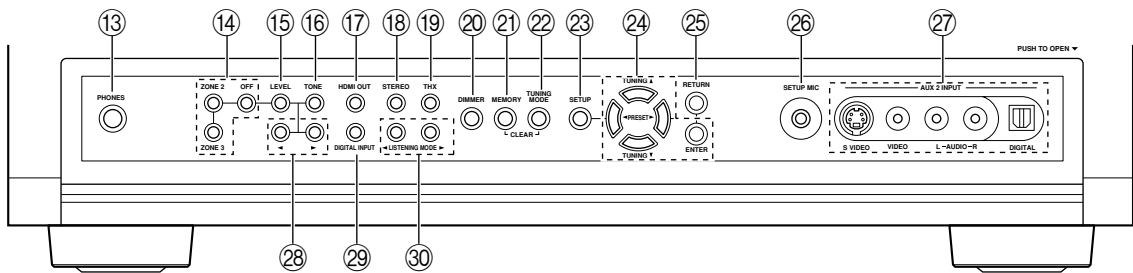 13 14 15 16 17 18 19 20 21 22 23 24 25 26 27
PUSH TO OPEN ▼
PHONES
ZONE 2 OFF LEVEL TONE HDMI OUT STEREO THX
DIMMER MEMORY TUNING MODE SETUP
CLEAR
ZONE 3
◄ ►
DIGITAL INPUT
◄ LISTENING MODE ►
TUNING ▲
◄PRESET►
TUNING ▼
RETURN
ENTER
SETUP MIC
AUX 2 INPUT
S VIDEO VIDEO L–AUDIO–R DIGITAL
28 29 30